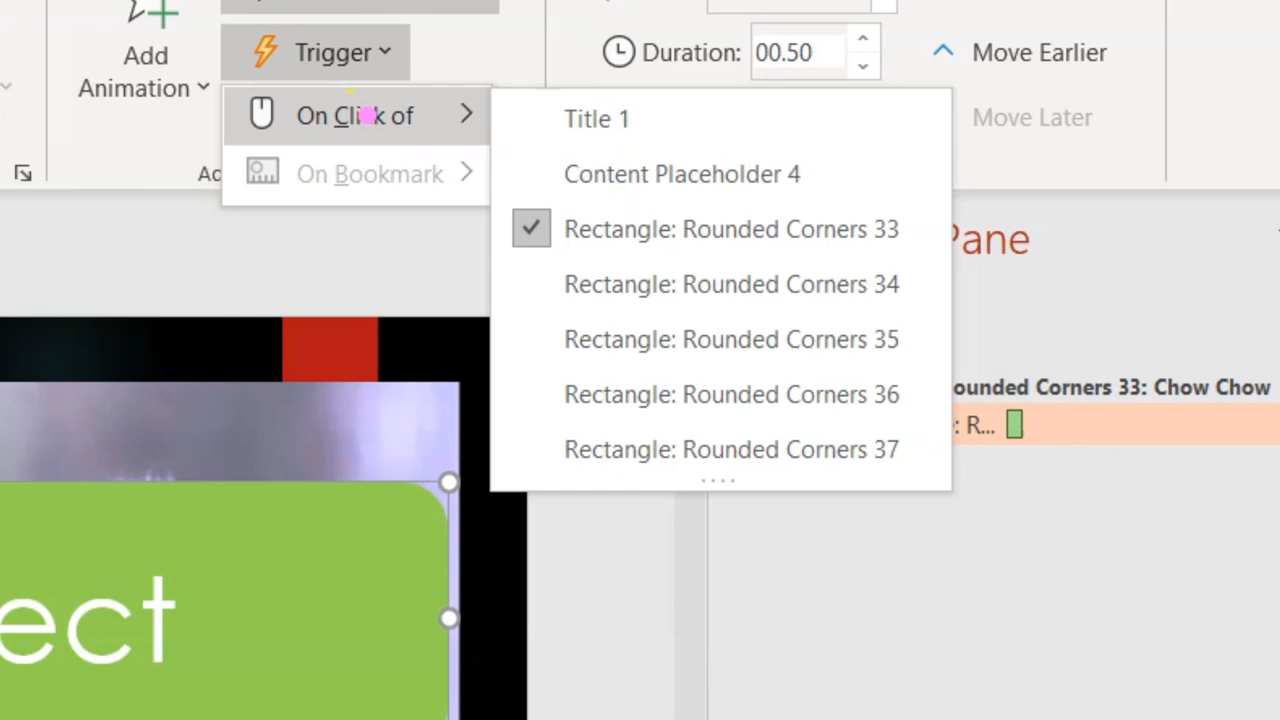 Add
Animation
Trigger
Duration: 00.50
Move Earlier
Move Later
On Click of
On Bookmark
Title 1
Content Placeholder 4
Rectangle: Rounded Corners 33
Rectangle: Rounded Corners 34
Rectangle: Rounded Corners 35
Rectangle: Rounded Corners 36
Rectangle: Rounded Corners 37
Pane
ounded Corners 33: Chow Chow
: R...
ect